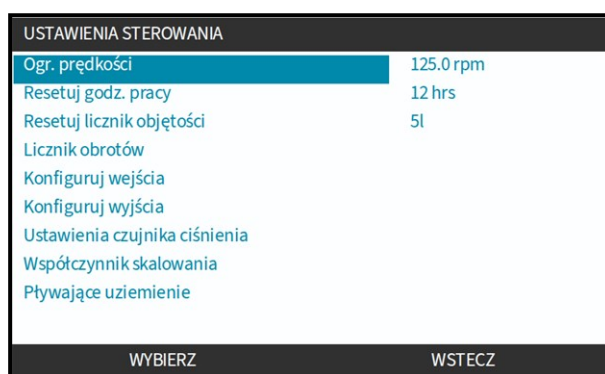 USTAWIENIA STEROWANIA
Ogr. prędkości 125.0 rpm
Resetuj godz. pracy 12 hrs
Resetuj licznik objętości 5l
Licznik obrotów
Konfiguruj wejścia
Konfiguruj wyjścia
Ustawienia czujnika ciśnienia
Współczynnik skalowania
Pływające uziemienie
WYBIERZ WSTECZ